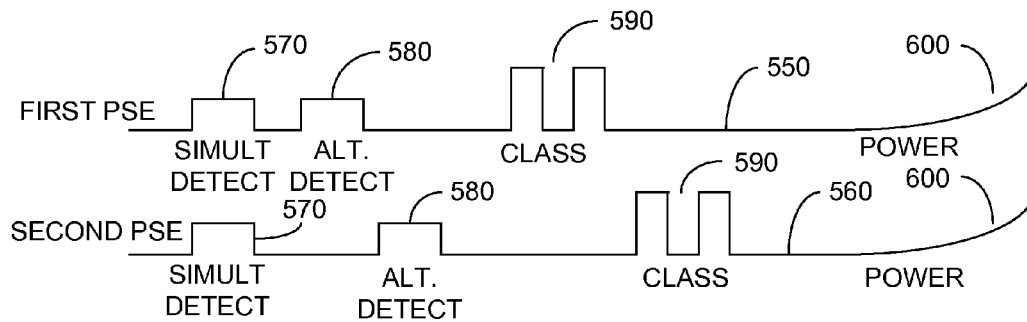 590
570
580
600
550
FIRST PSE
SIMULT
DETECT
ALT.
DETECT
CLASS
POWER
590
570
580
560
600
SECOND PSE
SIMULT
DETECT
ALT.
DETECT
CLASS
POWER